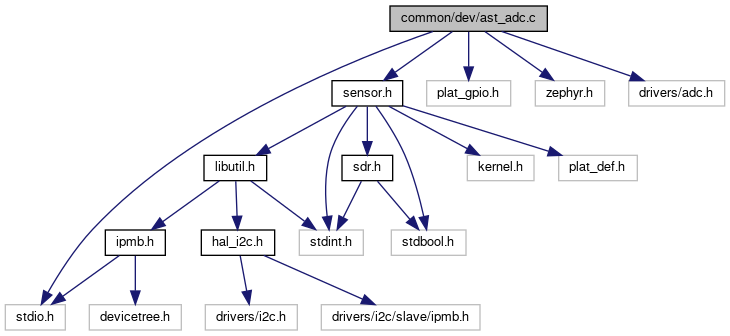 common/dev/ast_adc.c
sensor.h
plat_gpio.h
zephyr.h
drivers/adc.h
libutil.h
sdr.h
kernel.h
plat_def.h
ipmb.h
hal_i2c.h
stdint.h
stdbool.h
stdio.h
devicetree.h
drivers/i2c.h
drivers/i2c/slave/ipmb.h